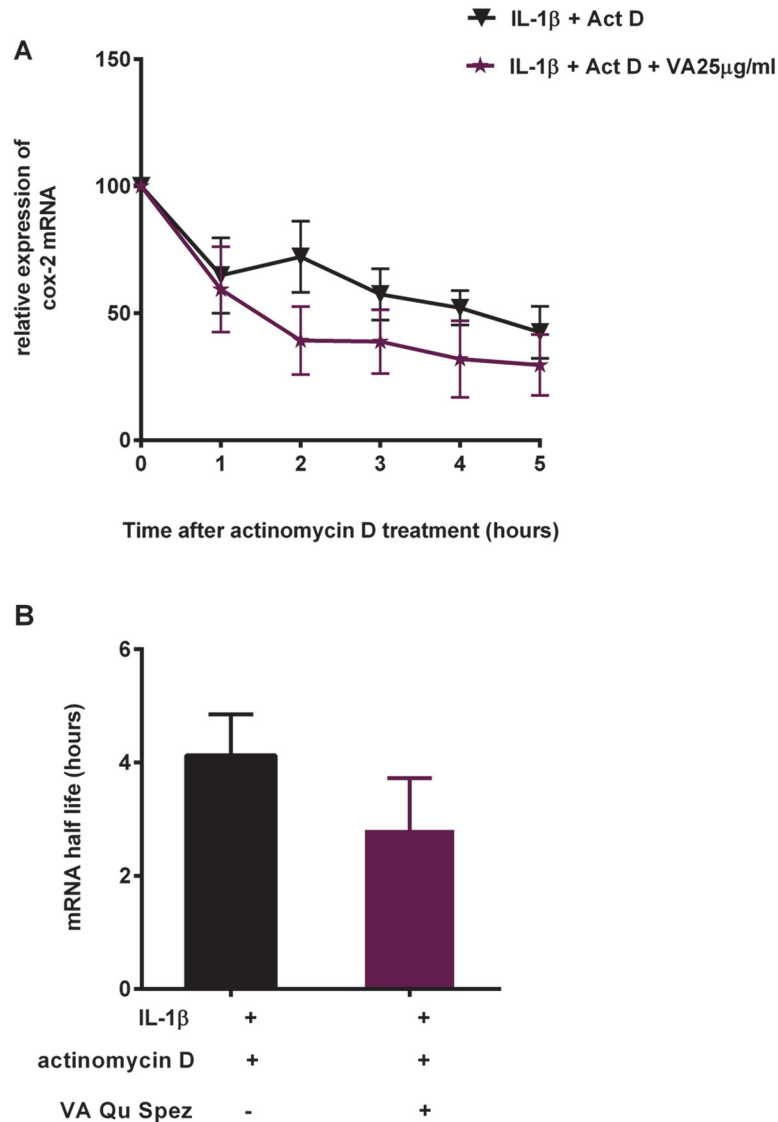 IL-1β + Act D
A
IL-1β + Act D + VA25μg/ml
150
100
50
0
relative expression of
cox-2 mRNA
0 1 2 3 4 5
Time after actinomycin D treatment (hours)
B
6
4
2
0
mRNA half life (hours)
IL-1β + +
actinomycin D + +
VA Qu Spez - +